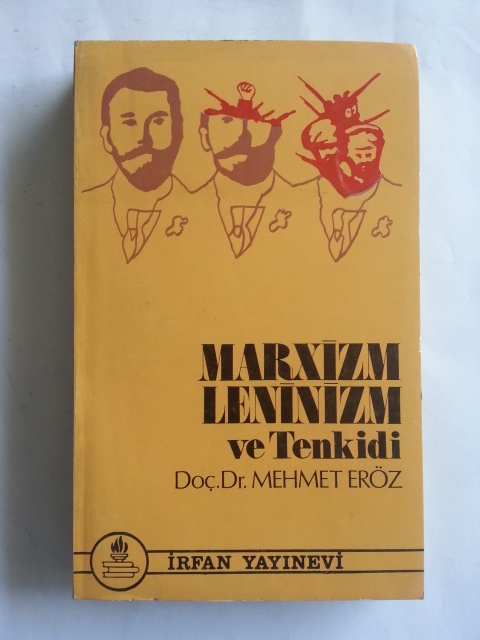 MARXİZM
LENİNİZM
ve Tenkidi
Doç.Dr. MEHMET ERÖZ
İRFAN YAYINEVİ